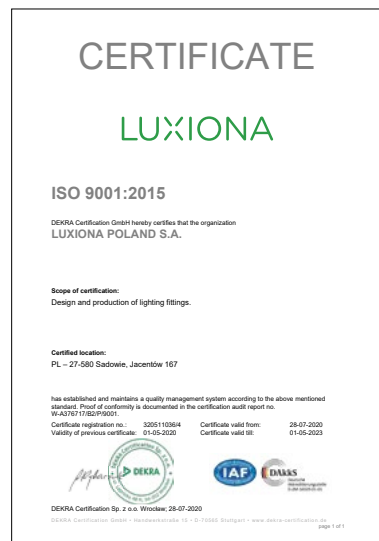 CERTIFICATE
LUXIONA
ISO 9001:2015
DEKRA Certification GmbH hereby certifies that the organization
LUXIONA POLAND S.A.
Scope of certification:
Design and production of lighting fittings.
Certified location:
PL – 27-580 Sadowie, Jacentów 167
has established and maintains a quality management system according to the above mentioned
standard. Proof of conformity is documented in the certification audit report no.
W-A376717/B2/P/9001.
Certificate registration no.: 320511036/4 Certificate valid from: 28-07-2020
Validity of previous certificate: 01-05-2020 Certificate valid till: 01-05-2023
DEKRA
IAF
DAkkS
DEKRA Certification Sp. z o.o. Wrocław; 28-07-2020
DEKRA Certification GmbH • Handwerkstraße 15 • D-70565 Stuttgart • www.dekra-certification.de
page 1 of 1